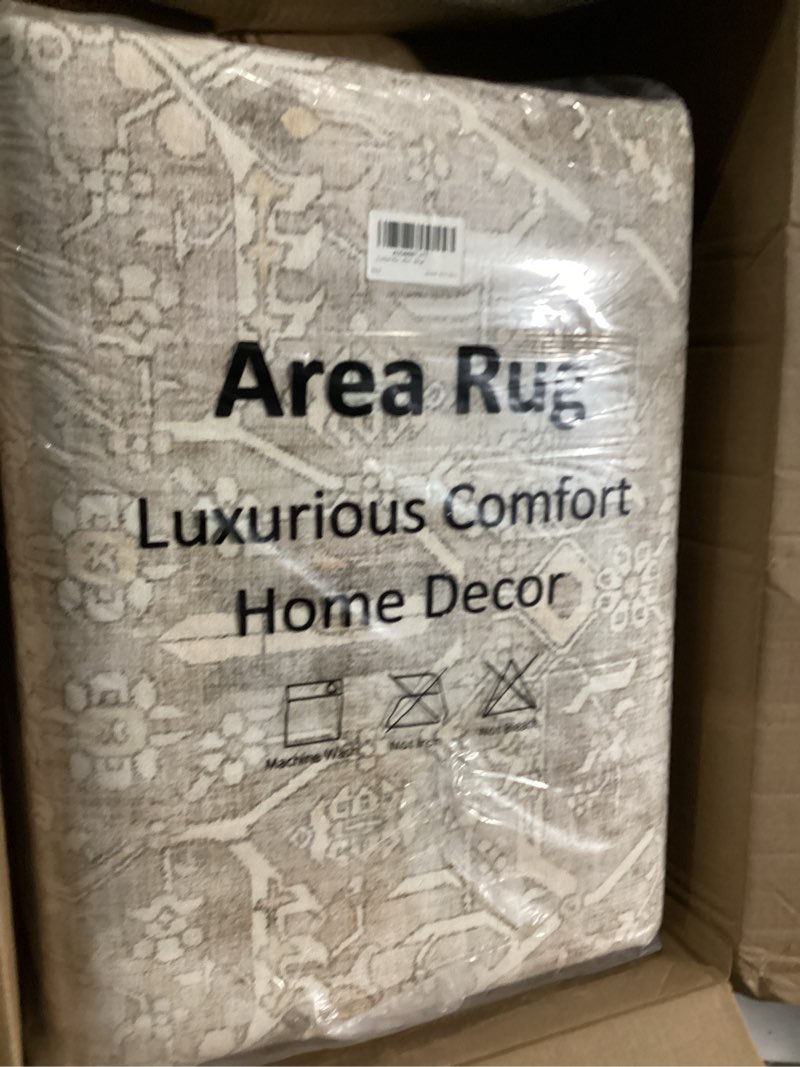 Area Rug
Luxurious Comfort
Home Decor
Machine Wash
Not Iron
Not Bleach